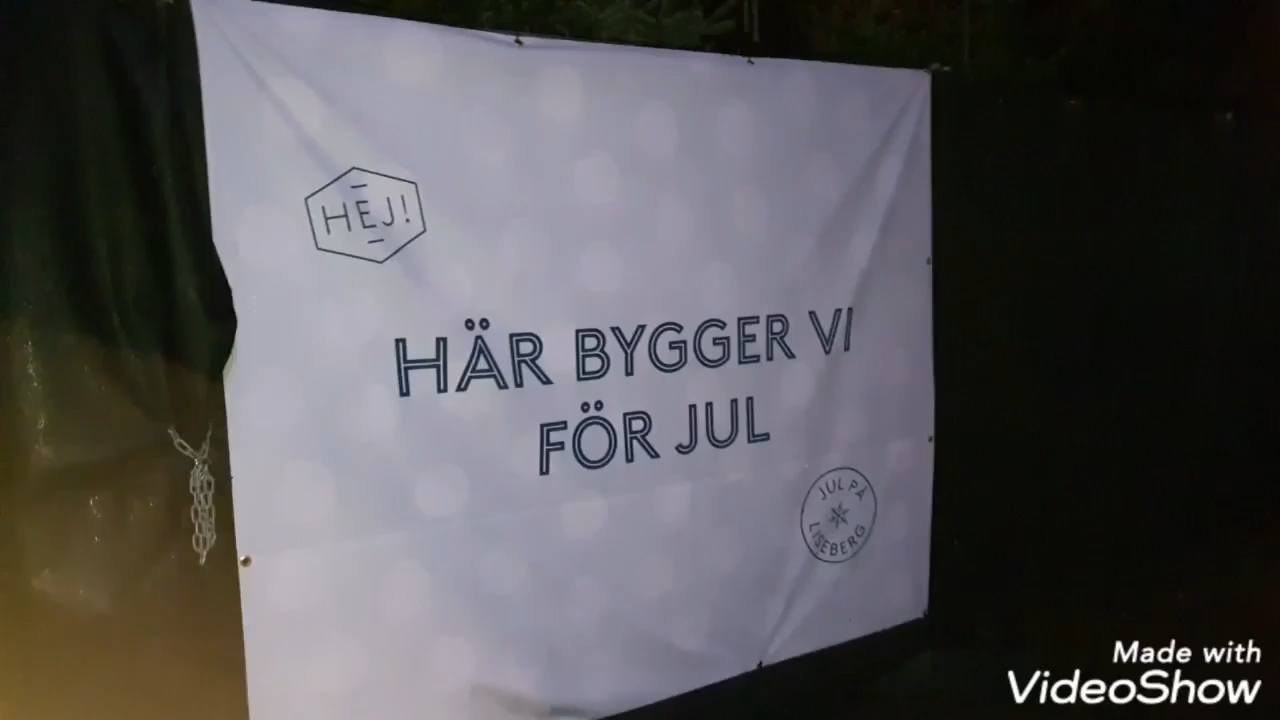 HEJ!
HÄR BYGGER VI
FÖR JUL
JUL PÅ
LISEBERG
Made with
VideoShow